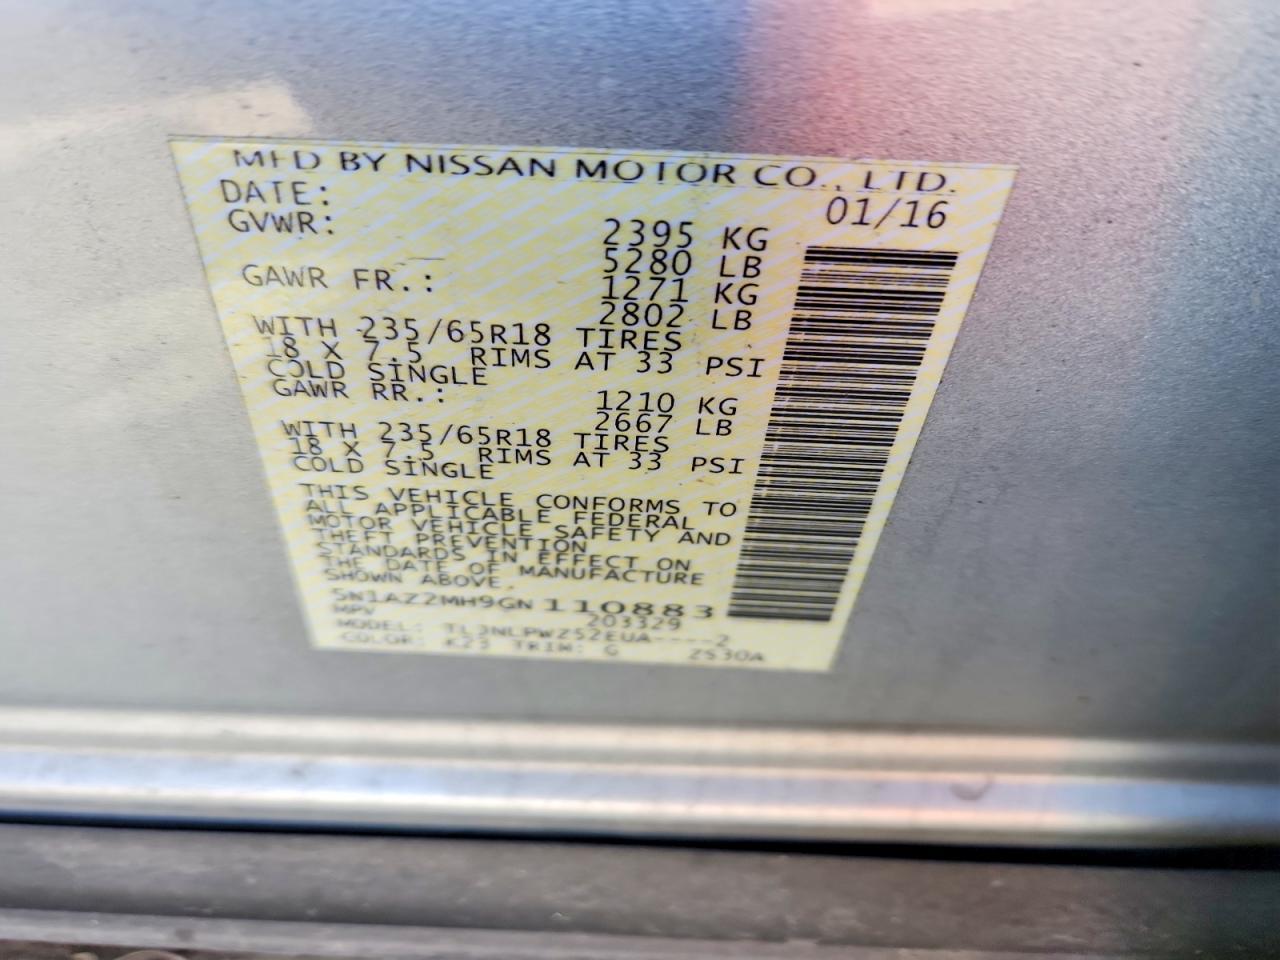 MFD BY NISSAN MOTOR CO., LTD.
DATE: 01/16
GVWR: 2395 KG
5280 LB
GAWR FR.: 1271 KG
2802 LB
WITH 235/65R18 TIRES
18 X 7.5 RIMS AT 33 PSI
COLD SINGLE
GAWR RR.: 1210 KG
2667 LB
WITH 235/65R18 TIRES
18 X 7.5 RIMS AT 33 PSI
COLD SINGLE
THIS VEHICLE CONFORMS TO
ALL APPLICABLE FEDERAL
MOTOR VEHICLE SAFETY AND
THEFT PREVENTION
STANDARDS IN EFFECT ON
THE DATE OF MANUFACTURE
SHOWN ABOVE.
5N1AZ2MH9GN110883
MPV 203329
MODEL:
COLOR: K23 TRIM: G ZS30A